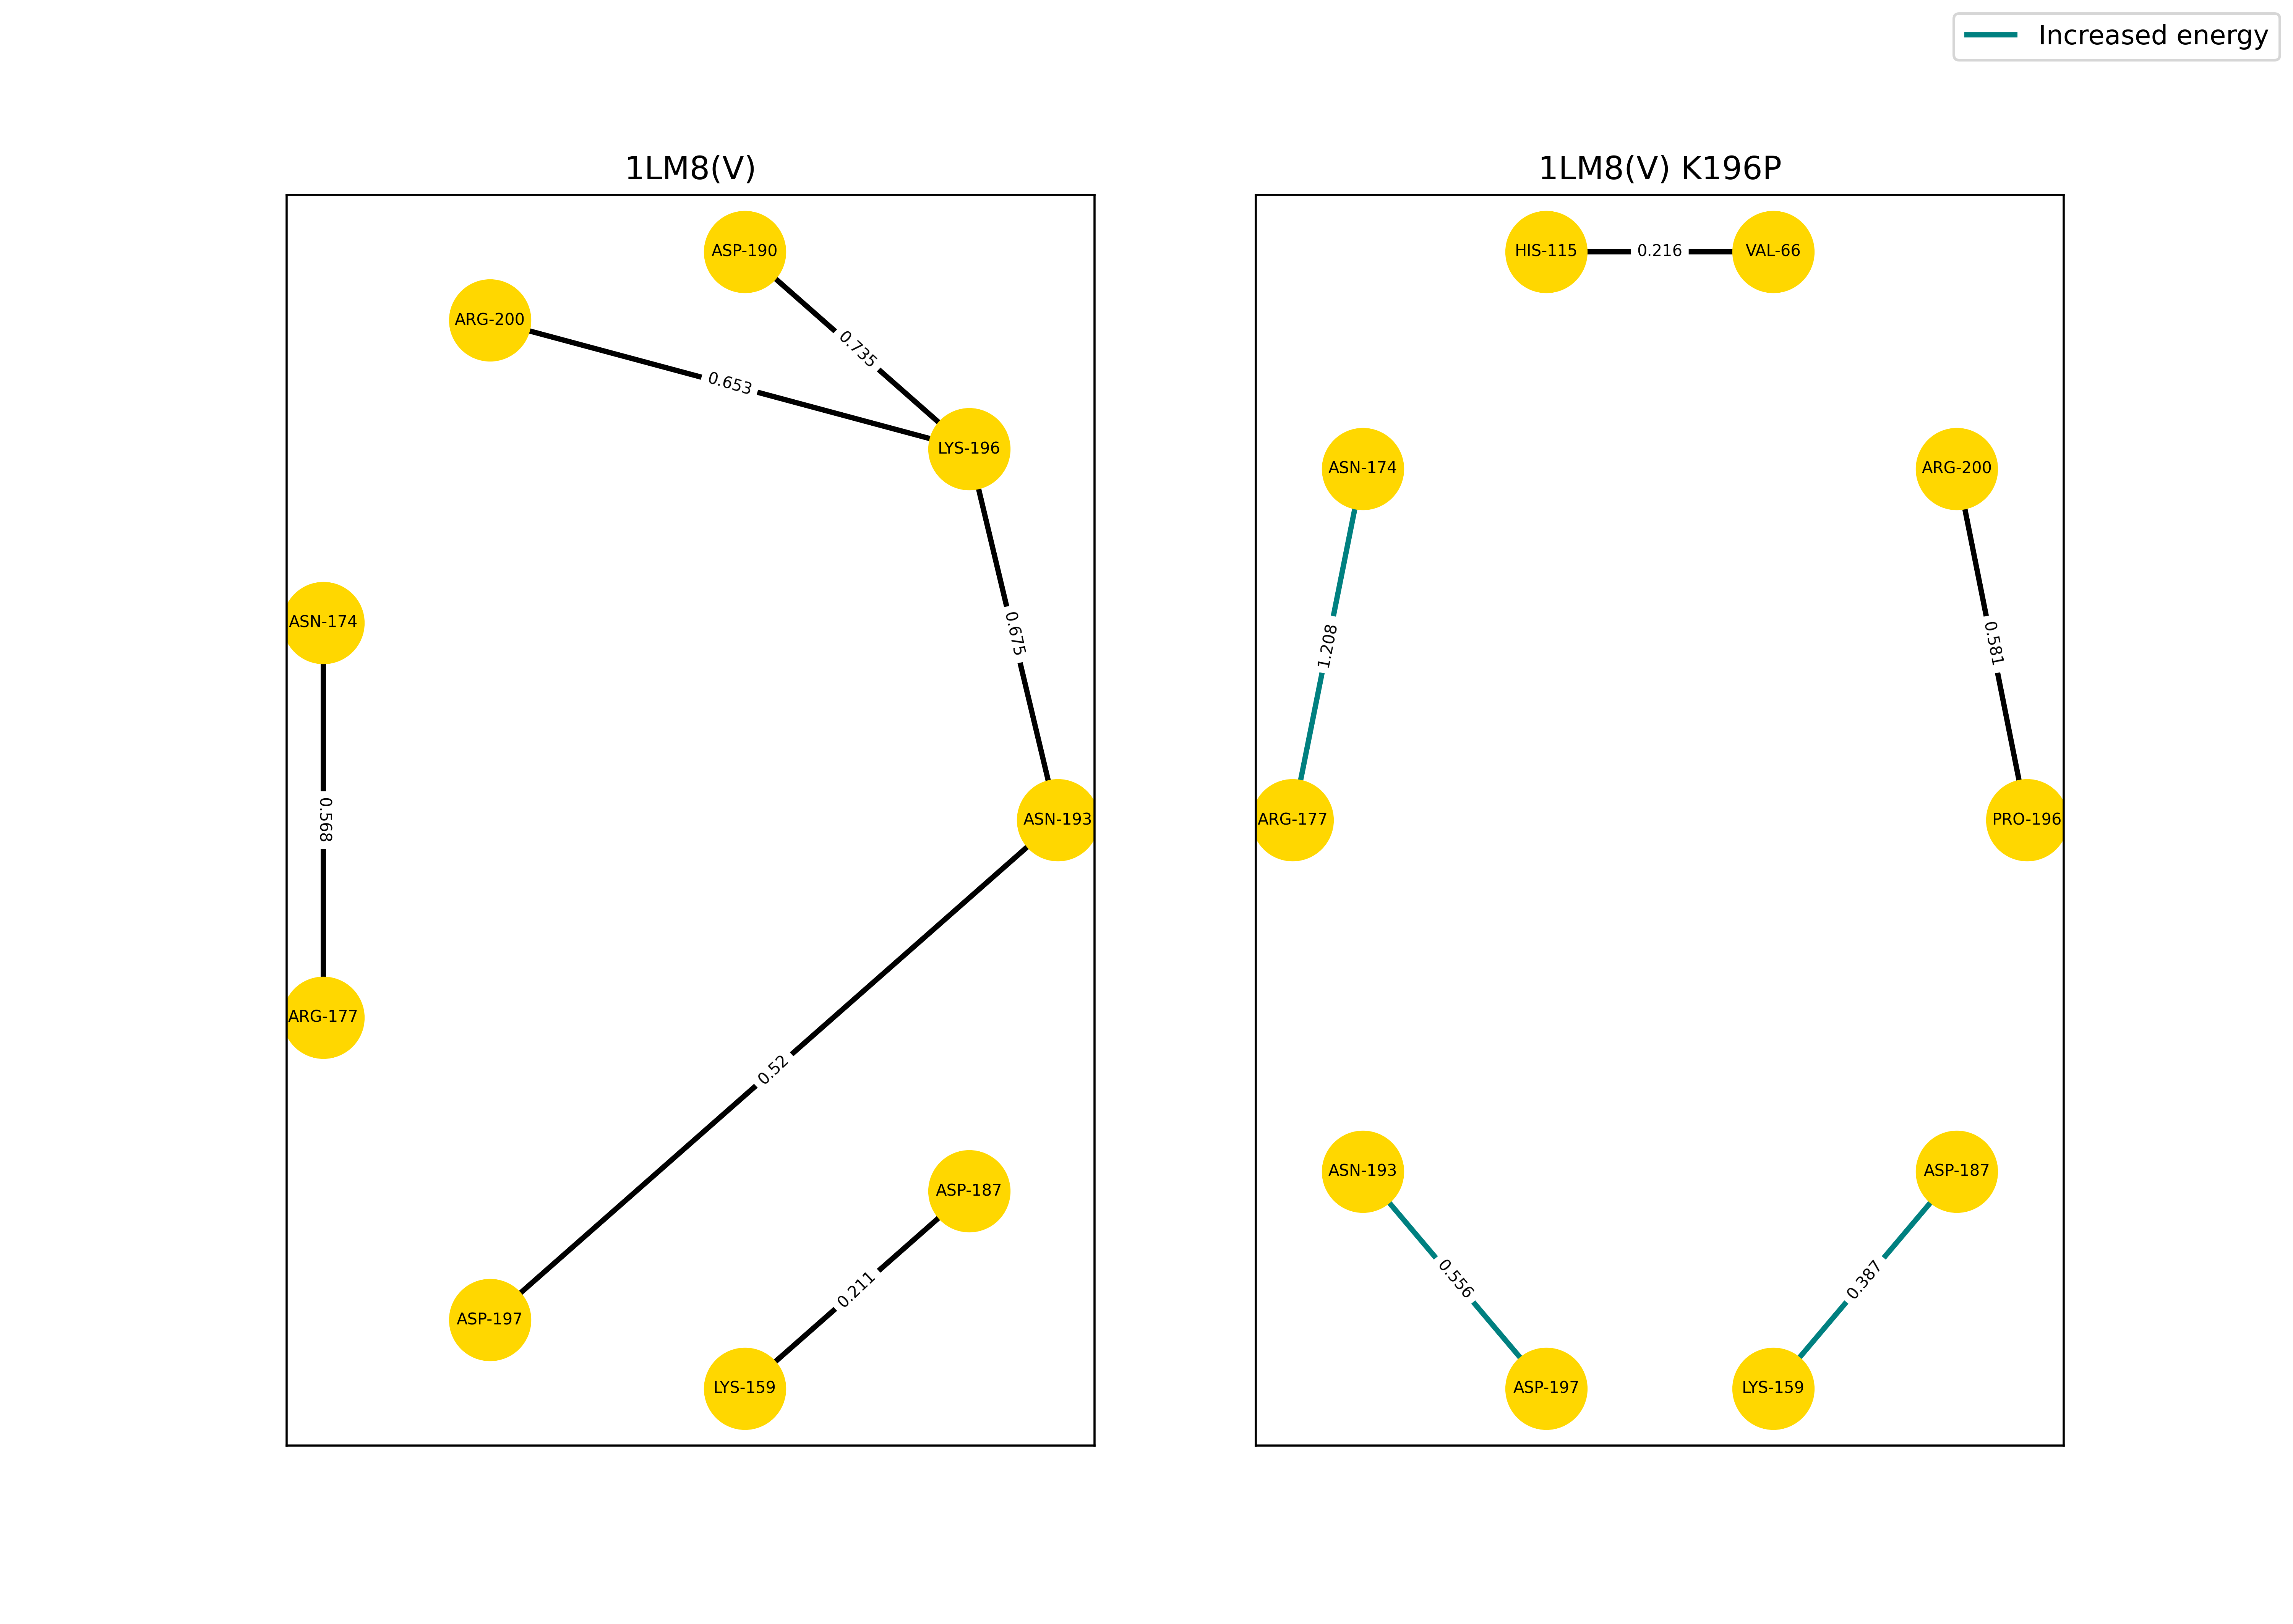 Increased energy
1LM8(V)
ASP-190
ARG-200
0.735
0.653
LYS-196
ASN-174
0.675
0.568
ASN-193
ARG-177
0.52
ASP-187
0.211
ASP-197
LYS-159
1LM8(V) K196P
HIS-115
0.216
VAL-66
ASN-174
ARG-200
1.208
0.581
ARG-177
PRO-196
ASN-193
ASP-187
0.556
0.387
ASP-197
LYS-159